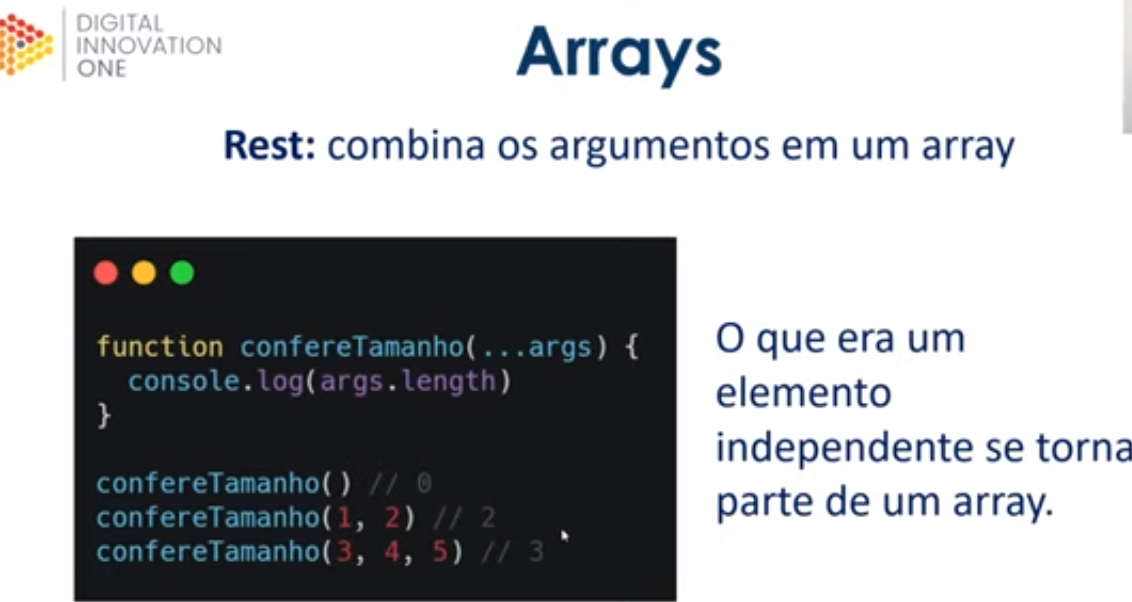 DIGITAL
INNOVATION
ONE
Arrays
Rest: combina os argumentos em um array
function confereTamanho(...args) {
  console.log(args.length)
}
confereTamanho() // 0
confereTamanho(1, 2) // 2
confereTamanho(3, 4, 5) // 3
O que era um
elemento
independente se torna
parte de um array.